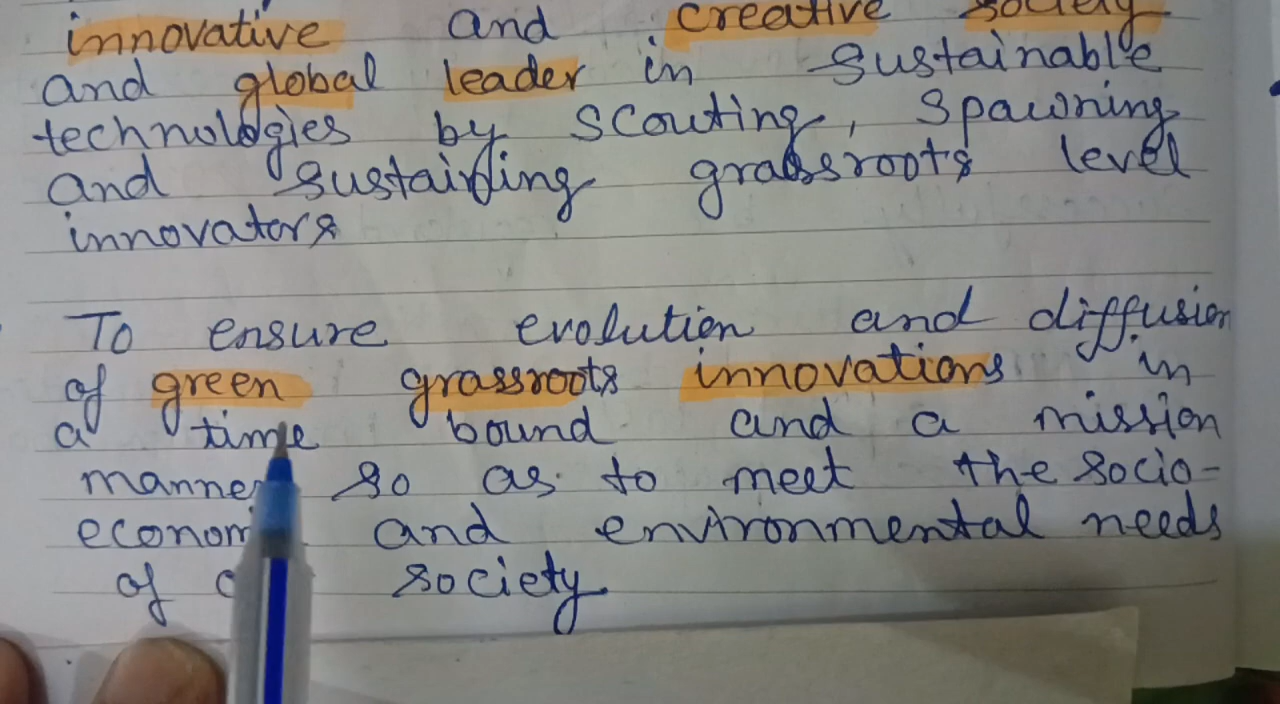 innovative and creative society
and global leader in sustainable
technologies by scouting, spawning
and sustaining grassroots level
innovators
To ensure evolution and diffusion
of green grassroots innovations in
a time bound and a mission
manner so as to meet the socio-
econom and environmental needs
of society